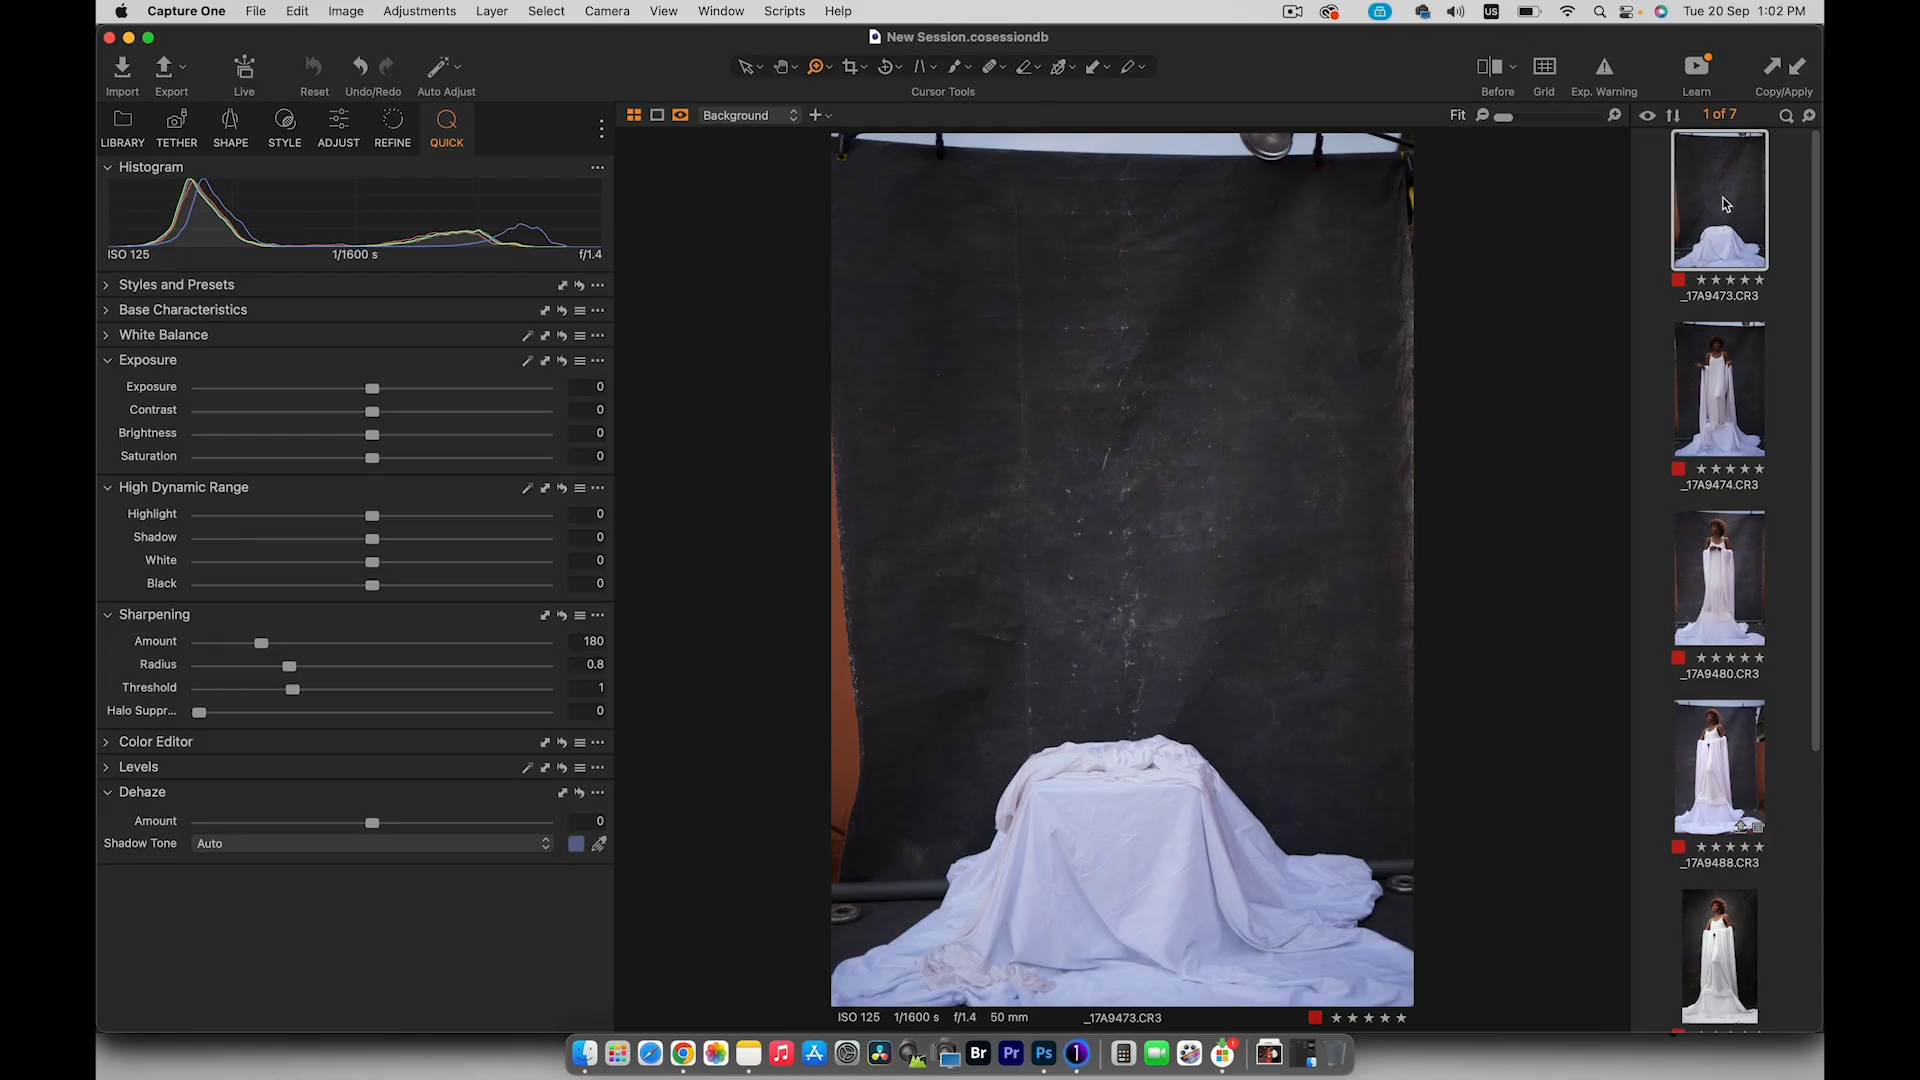 Capture One File Edit Image Adjustments Layer Select Camera View Window Scripts Help US Tue 20 Sep 1:02 PM
New Session.cosessiondb
Import Export Live Reset Undo/Redo Auto Adjust Cursor Tools Before Grid Exp. Warning Learn Copy/Apply
LIBRARY TETHER SHAPE STYLE ADJUST REFINE QUICK
Background Fit 1 of 7
Histogram
ISO 125 1/1600 s f/1.4
Styles and Presets
Base Characteristics
White Balance
Exposure
Exposure 0
Contrast 0
Brightness 0
Saturation 0
High Dynamic Range
Highlight 0
Shadow 0
White 0
Black 0
Sharpening
Amount 180
Radius 0.8
Threshold 1
Halo Suppr... 0
Color Editor
Levels
Dehaze
Amount 0
Shadow Tone Auto
ISO 125 1/1600 s f/1.4 50 mm _17A9473.CR3
_17A9473.CR3
_17A9474.CR3
_17A9480.CR3
_17A9488.CR3
Br Pr Ps 1 1